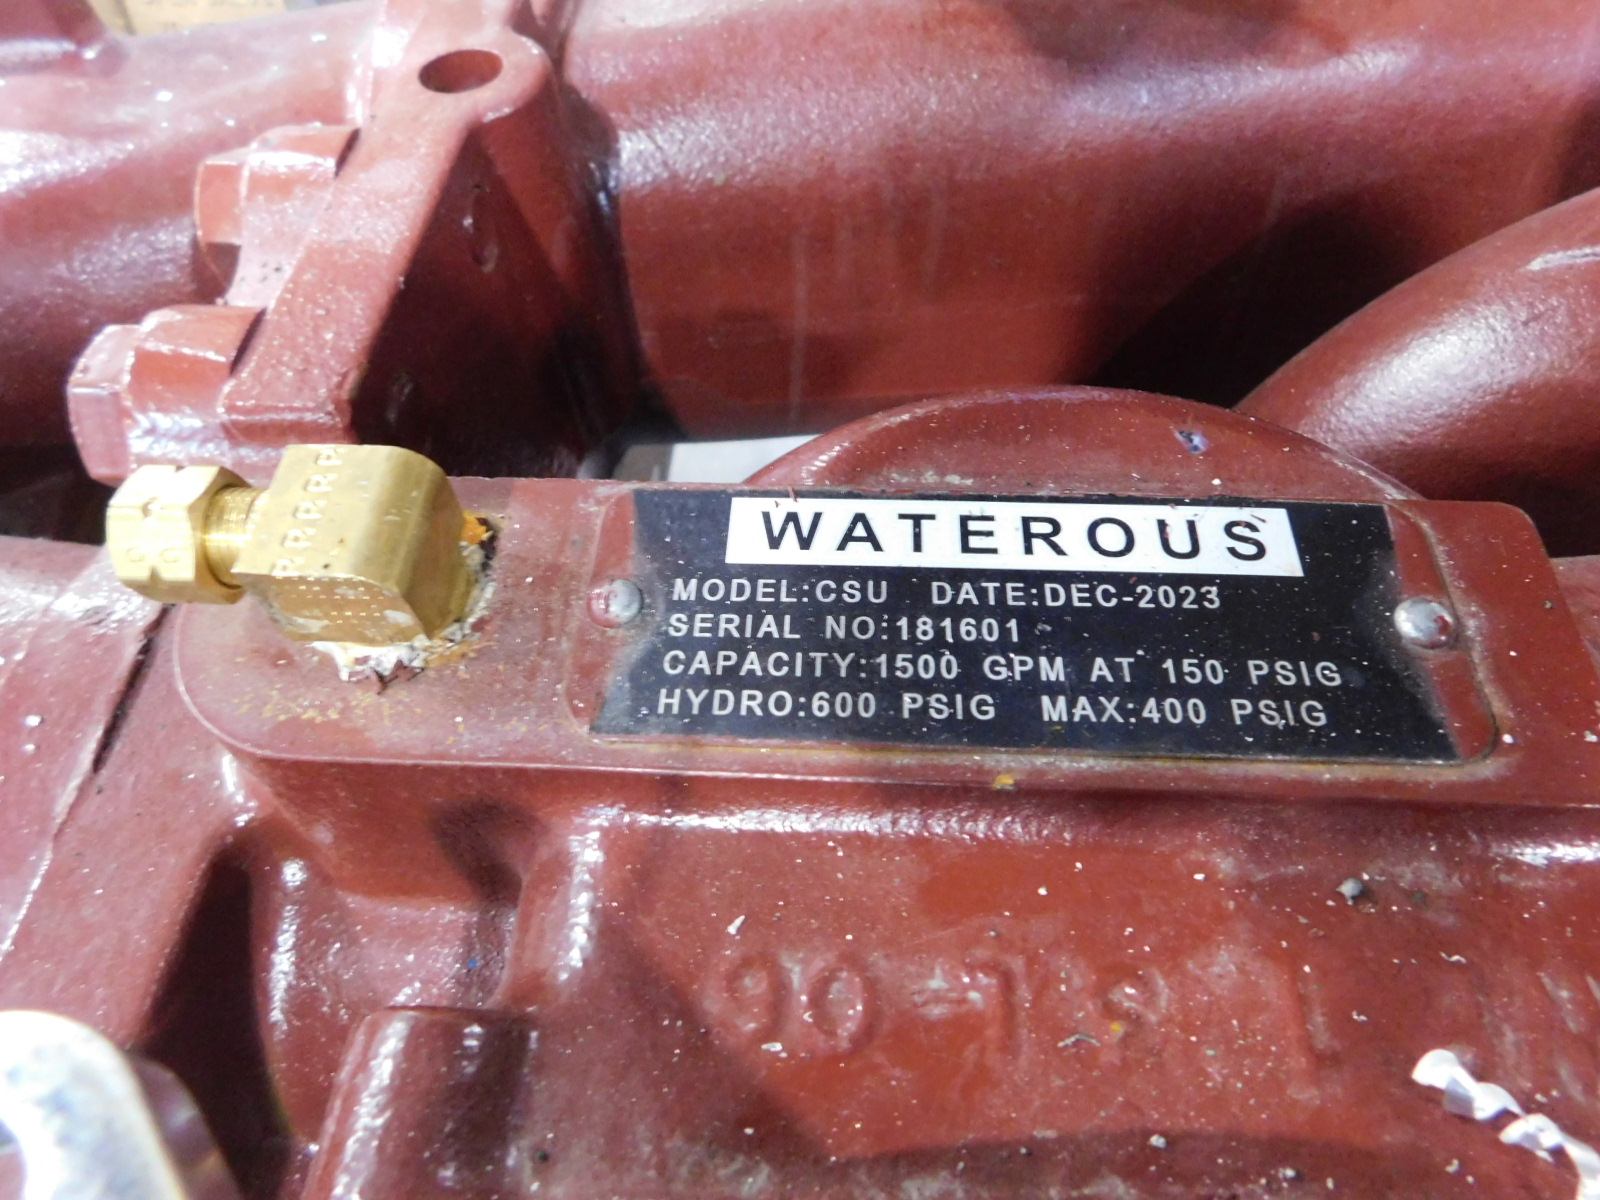 WATEROUS
MODEL:CSU DATE:DEC-2023
SERIAL NO:181601
CAPACITY:1500 GPM AT 150 PSIG
HYDRO:600 PSIG MAX:400 PSIG